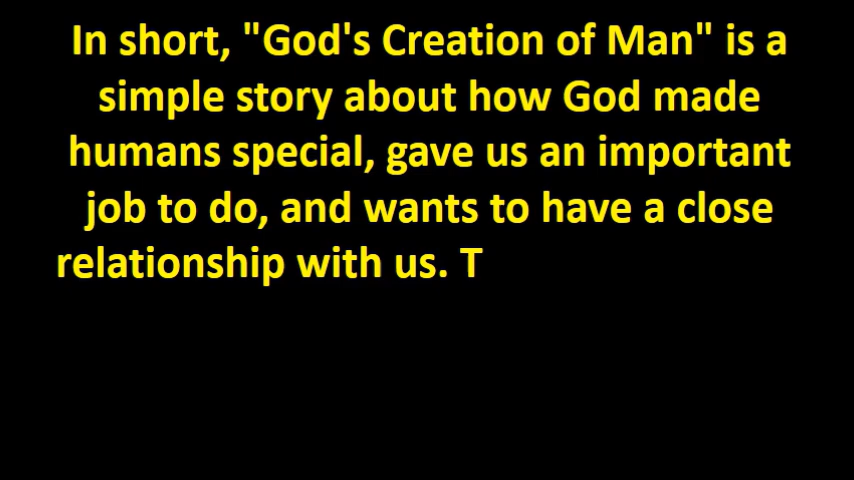 In short, "God's Creation of Man" is a
simple story about how God made
humans special, gave us an important
job to do, and wants to have a close
relationship with us. T